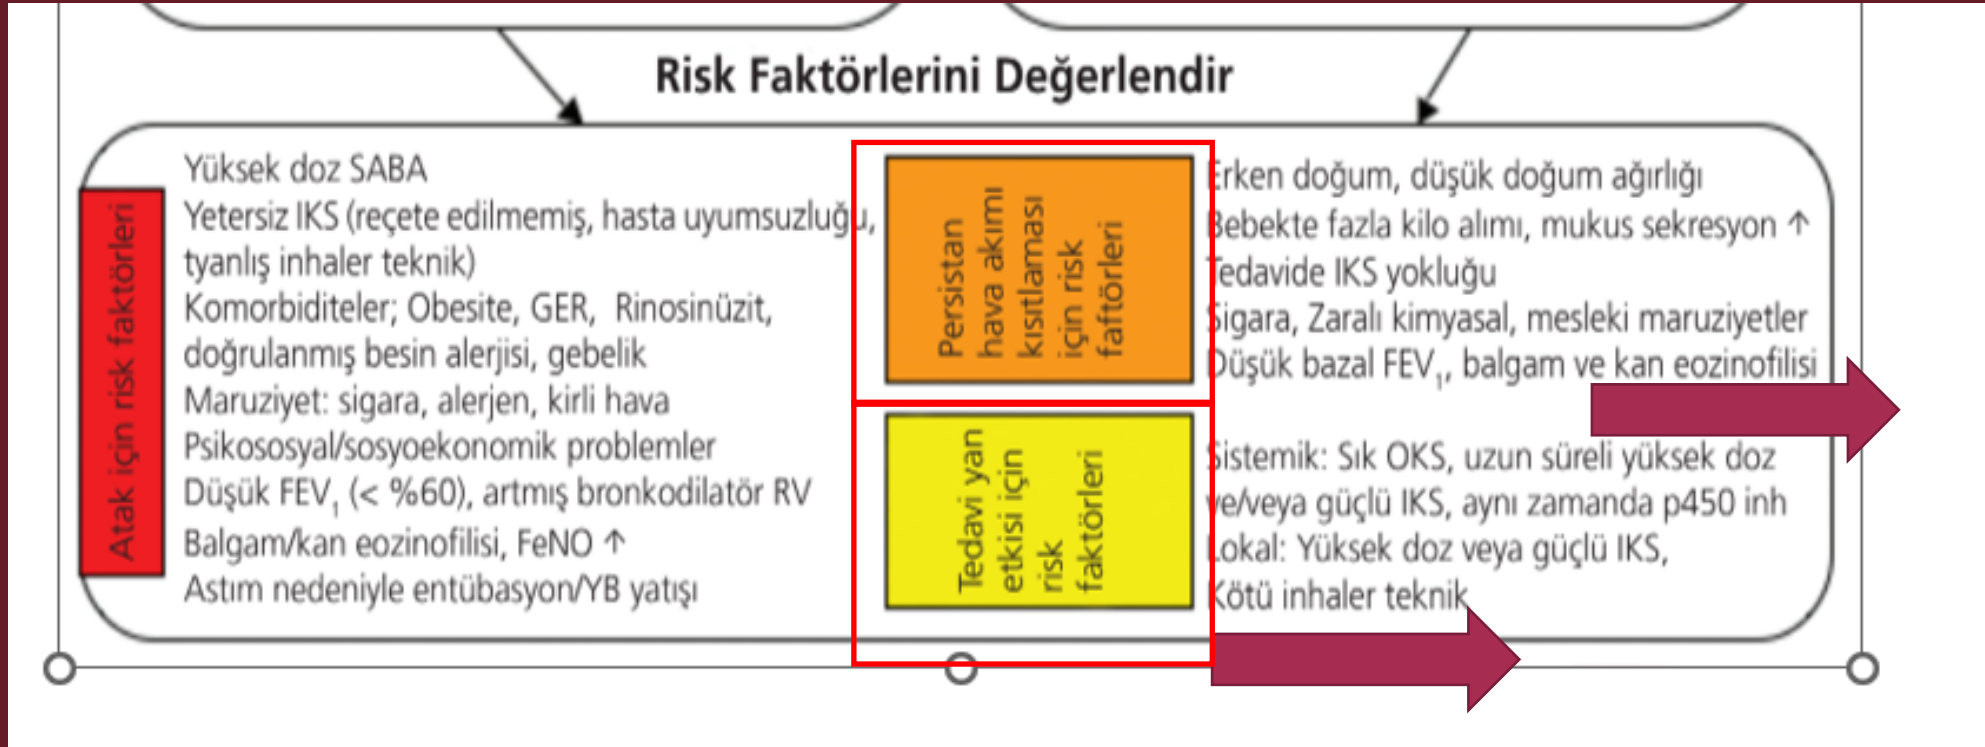 Risk Faktörlerini Değerlendir
Atak için risk faktörleri
Yüksek doz SABA
Yetersiz IKS (reçete edilmemiş, hasta uyumsuzluğu,
tyanlış inhaler teknik)
Komorbiditeler; Obesite, GER, Rinosinüzit,
doğrulanmış besin alerjisi, gebelik
Maruziyet: sigara, alerjen, kirli hava
Psikososyal/sosyoekonomik problemler
Düşük FEV₁ (< %60), artmış bronkodilatör RV
Balgam/kan eozinofilisi, FeNO ↑
Astım nedeniyle entübasyon/YB yatışı
Persistan
hava akımı
kısıtlaması
için risk
faftörleri
Erken doğum, düşük doğum ağırlığı
Bebekte fazla kilo alımı, mukus sekresyon ↑
Tedavide IKS yokluğu
Sigara, Zaralı kimyasal, mesleki maruziyetler
Düşük bazal FEV₁, balgam ve kan eozinofilisi
Tedavi yan
etkisi için
risk
faktörleri
Sistemik: Sık OKS, uzun süreli yüksek doz
ve/veya güçlü IKS, aynı zamanda p450 inh
Lokal: Yüksek doz veya güçlü IKS,
Kötü inhaler teknik